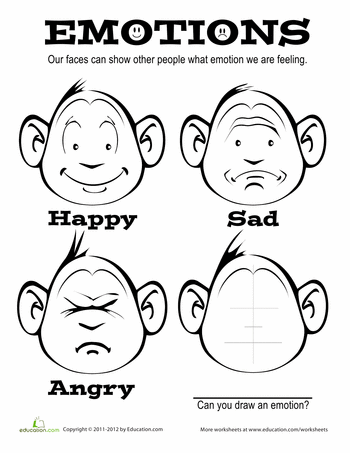 EMOTIONS
Our faces can show other people what emotion we are feeling.
Happy
Sad
Angry
Can you draw an emotion?
education.com
Copyright © 2011-2012 by Education.com
More worksheets at www.education.com/worksheets